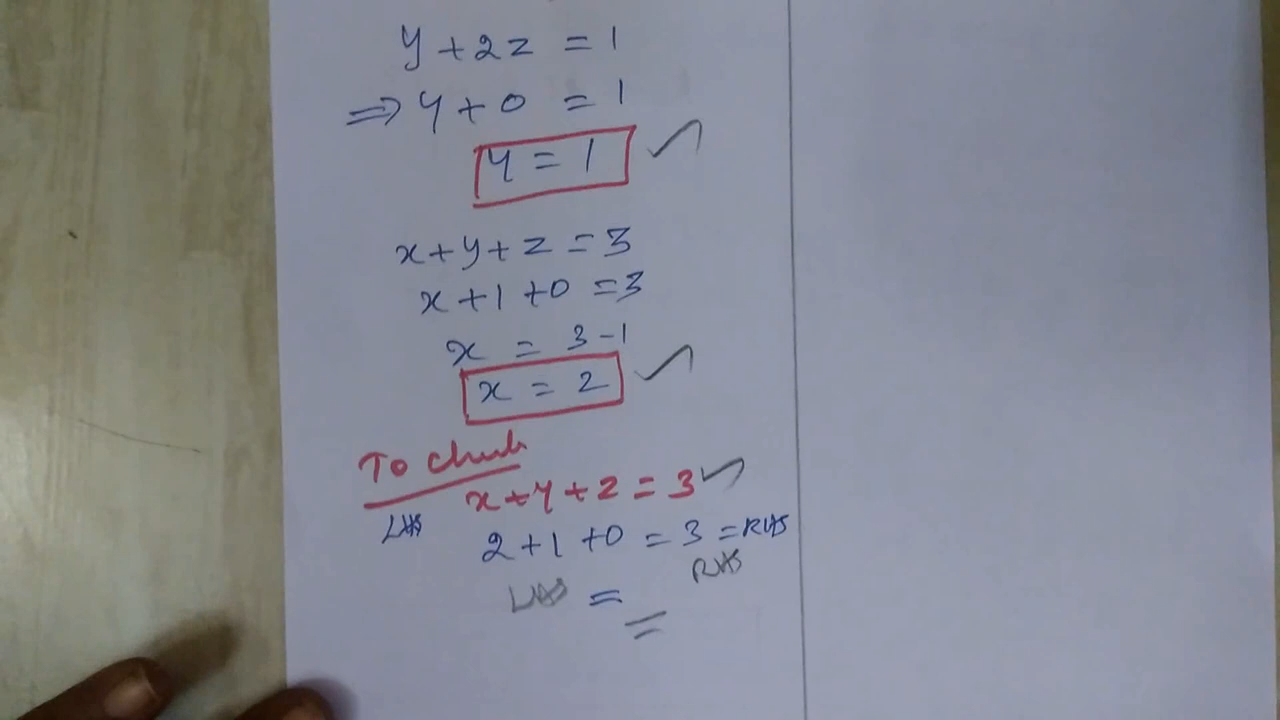 y + 2z = 1
⇒ y + 0 = 1
y = 1 ✓
x + y + z = 3
x + 1 + 0 = 3
x = 3 - 1
x = 2 ✓
To check
x + y + z = 3 ✓
LHS 2 + 1 + 0 = 3 = RHS
LHS = RHS